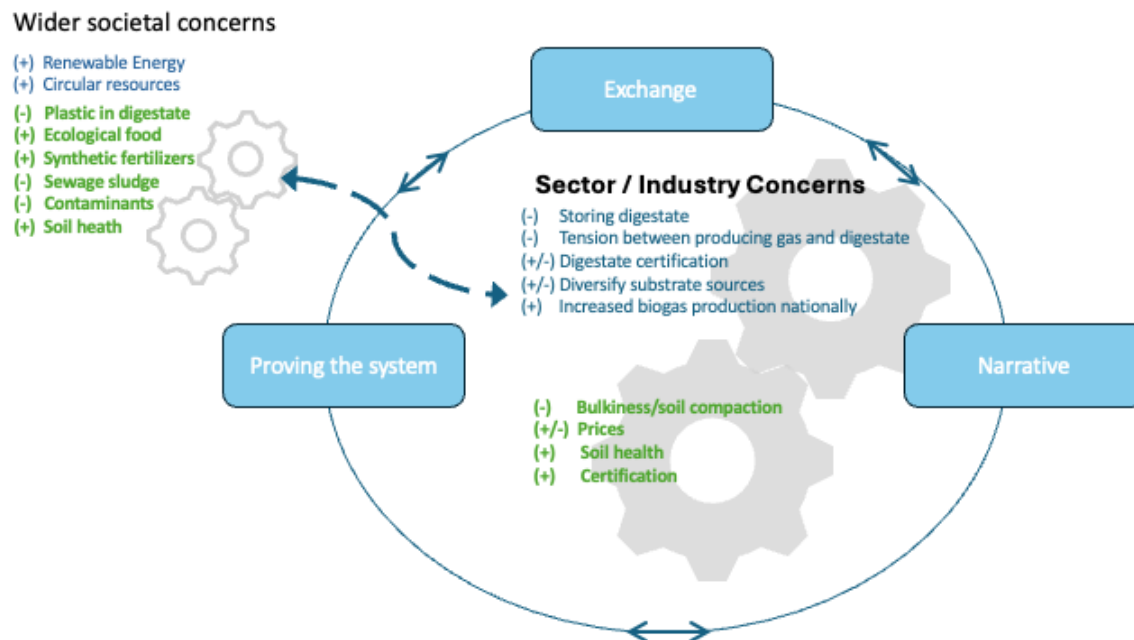 Wider societal concerns
(+) Renewable Energy
(+) Circular resources
(-) Plastic in digestate
(+) Ecological food
(+) Synthetic fertilizers
(-) Sewage sludge
(-) Contaminants
(+) Soil heath
Exchange
Sector / Industry Concerns
(-) Storing digestate
(-) Tension between producing gas and digestate
(+/-) Digestate certification
(+/-) Diversify substrate sources
(+) Increased biogas production nationally
Proving the system
Narrative
(-) Bulkiness/soil compaction
(+/-) Prices
(+) Soil health
(+) Certification